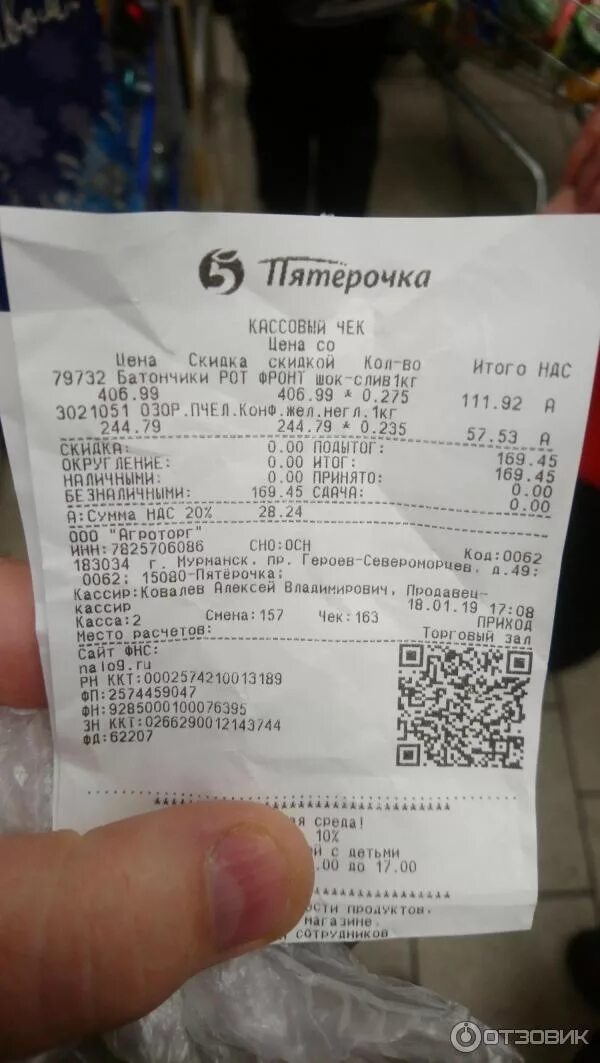 5 Пятёрочка
КАССОВЫЙ ЧЕК
Цена со
Цена Скидка скидкой Кол-во Итого НДС
79732 Батончики РОТ ФРОНТ шок-слив1кг
406.99 406.99 * 0.275 111.92 А
3021051 ОЗОР.ПЧЕЛ.Конф.жел.негл.1кг
244.79 244.79 * 0.235 57.53 А
СКИДКА: 0.00 ПОДЫТОГ: 169.45
ОКРУГЛЕНИЕ: 0.00 ИТОГ: 169.45
НАЛИЧНЫМИ: 0.00 ПРИНЯТО: 0.00
БЕЗНАЛИЧНЫМИ: 169.45 СДАЧА: 0.00
А:Сумма НДС 20% 28.24
ООО "Агроторг"
ИНН:7825706086 СНО:ОСН Код:0062
183034 г. Мурманск, пр. Героев-Североморцев, д.49;
0062; 15080-Пятёрочка;
Кассир:Ковалев Алексей Владимирович, Продавец-
кассир 18.01.19 17:08
Касса:2 Смена:157 Чек:163 ПРИХОД
Место расчетов: Торговый зал
Сайт ФНС:
nalog.ru
РН ККТ:0002574210013189
ФП:2574459047
ФН:9285000100076395
ЗН ККТ:0266290012143744
ФД:62207
среда!
10%
с детьми
.00 до 17.00
продуктов,
магазине
сотрудников
ОТЗОВИК